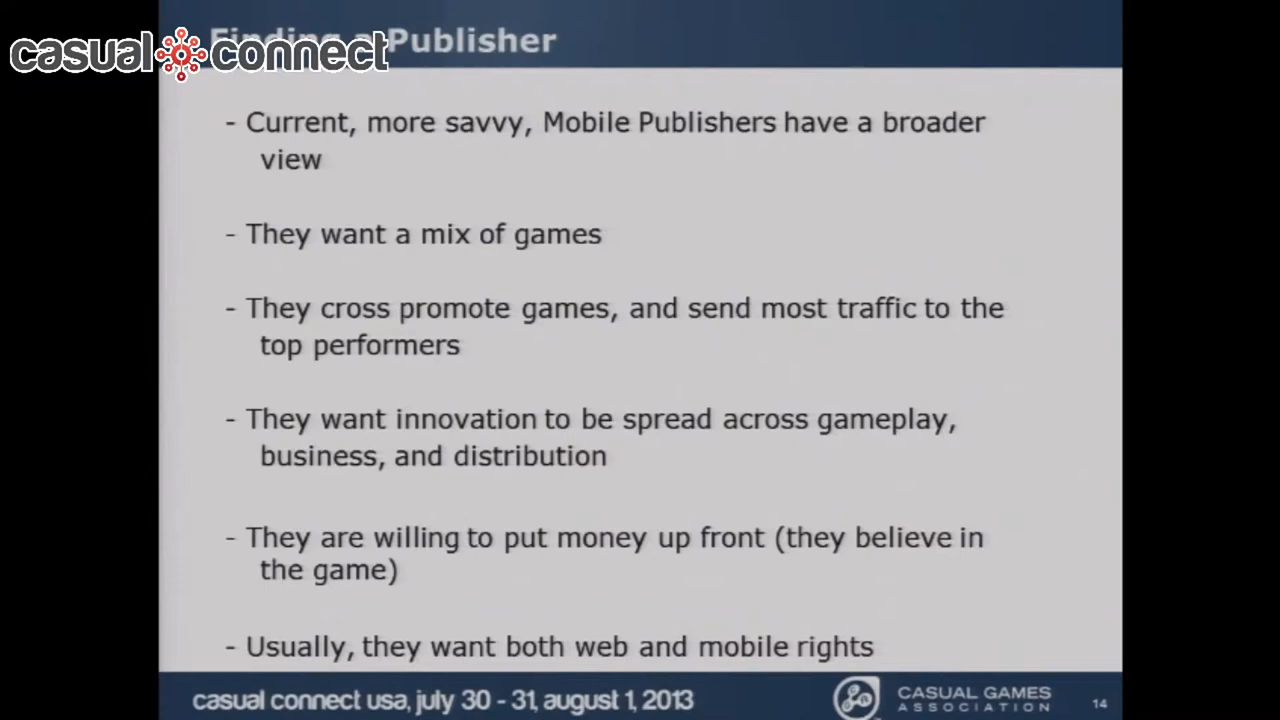 Finding a Publisher
casual connect
- Current, more savvy, Mobile Publishers have a broader
view
- They want a mix of games
- They cross promote games, and send most traffic to the
top performers
- They want innovation to be spread across gameplay,
business, and distribution
- They are willing to put money up front (they believe in
the game)
- Usually, they want both web and mobile rights
casual connect usa, july 30 - 31, august 1, 2013
CASUAL GAMES
ASSOCIATION
14